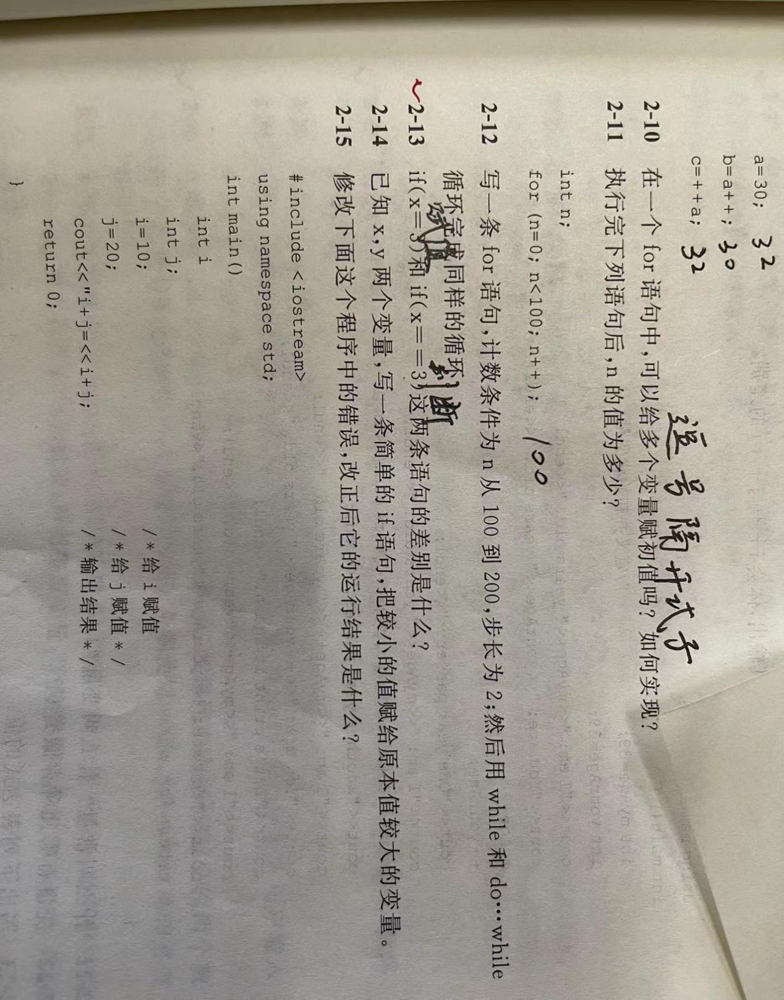 a=30; 32
b=a++; 30
c=++a; 32
逗号隔开式子
2-10 在一个 for 语句中,可以给多个变量赋初值吗? 如何实现?
2-11 执行完下列语句后,n 的值为多少?
int n;
for (n=0; n<100; n++); 100
2-12 写一条 for 语句,计数条件为 n 从 100 到 200,步长为 2;然后用 while 和 do…while
循环完成同样的循环。
赋值 判断
2-13 if(x=3)和 if(x==3)这两条语句的差别是什么?
2-14 已知 x,y 两个变量,写一条简单的 if 语句,把较小的值赋给原本值较大的变量。
2-15 修改下面这个程序中的错误,改正后它的运行结果是什么?
#include <iostream>
using namespace std;
int main()
int i
int j;
i=10; /*给 i 赋值
j=20; /*给 j 赋值*/
cout<<"i+j=<<i+j; /*输出结果*/
return 0;
}